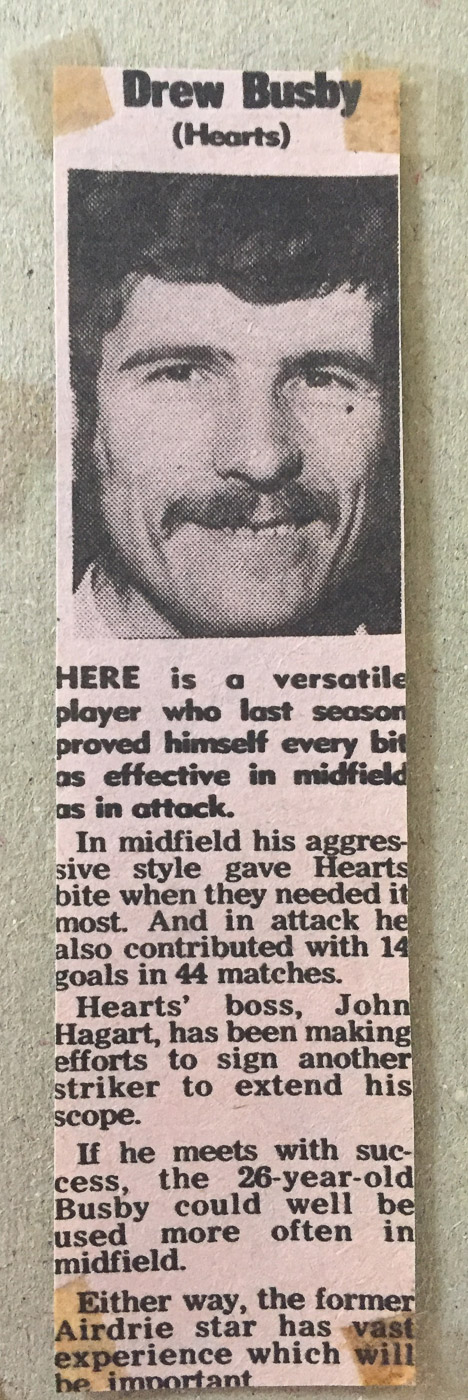 Drew Busby
(Hearts)
HERE is a versatile
player who last season
proved himself every bit
as effective in midfield
as in attack.
In midfield his aggres-
sive style gave Hearts
bite when they needed it
most. And in attack he
also contributed with 14
goals in 44 matches.
Hearts' boss, John
Hagart, has been making
efforts to sign another
striker to extend his
scope.
If he meets with suc-
cess, the 26-year-old
Busby could well be
used more often in
midfield.
Either way, the former
Airdrie star has vast
experience which will
be important